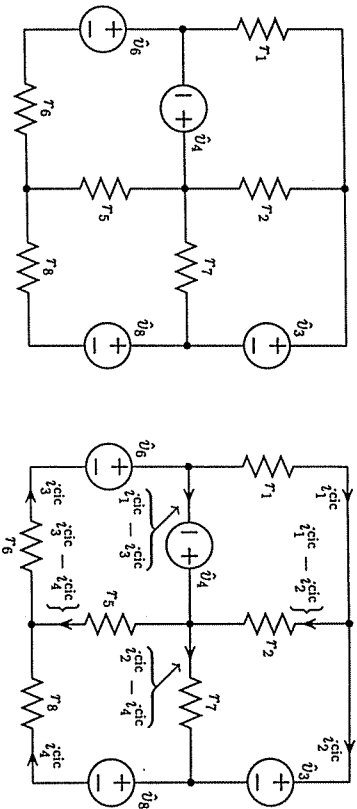 r̂₁
r₂
+ v̂₃ −
− + v̂₄
r₇
+ v̂₆ −
r₅
+ v̂₈ −
r₆
r₈
i₁ᶜⁱᶜ
i₂ᶜⁱᶜ
i₁ᶜⁱᶜ − i₂ᶜⁱᶜ
r₁
r₂
+ v̂₃ −
− + v̂₄
r₇
i₁ᶜⁱᶜ − i₃ᶜⁱᶜ
i₂ᶜⁱᶜ − i₄ᶜⁱᶜ
+ v̂₆ −
r₅
+ v̂₈ −
i₃ᶜⁱᶜ − i₄ᶜⁱᶜ
i₃ᶜⁱᶜ
r₆
r₈
i₄ᶜⁱᶜ